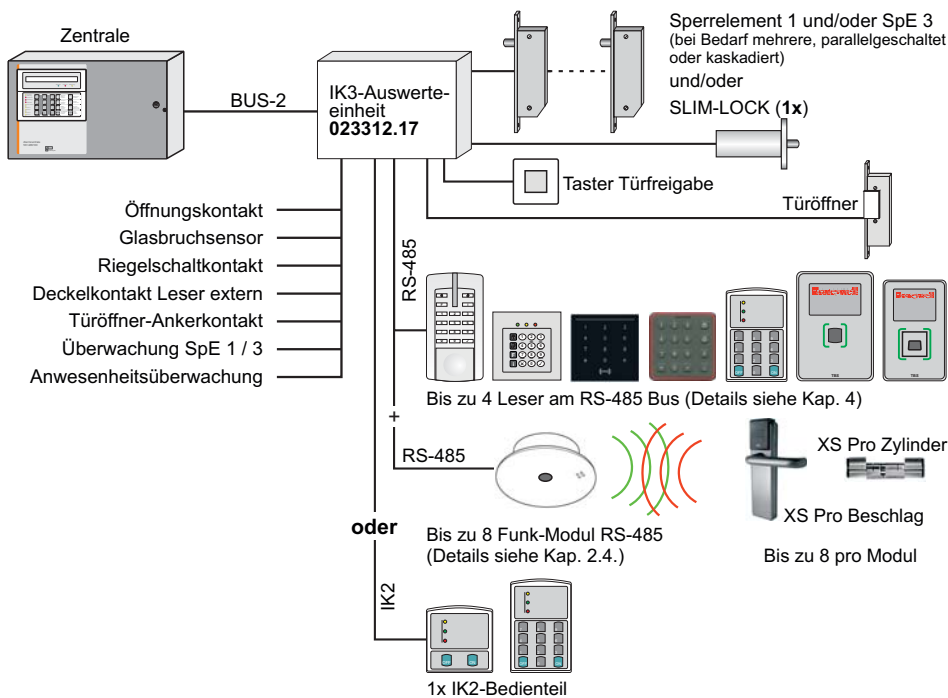 Zentrale
BUS-2
IK3-Auswerte-
einheit
023312.17
Sperrelement 1 und/oder SpE 3
(bei Bedarf mehrere, parallelgeschaltet
oder kaskadiert)
und/oder
SLIM-LOCK (1x)
Taster Türfreigabe
Türöffner
Öffnungskontakt
Glasbruchsensor
Riegelschaltkontakt
Deckelkontakt Leser extern
Türöffner-Ankerkontakt
Überwachung SpE 1 / 3
Anwesenheitsüberwachung
RS-485
Bis zu 4 Leser am RS-485 Bus (Details siehe Kap. 4)
+
RS-485
XS Pro Zylinder
XS Pro Beschlag
oder
Bis zu 8 Funk-Modul RS-485
(Details siehe Kap. 2.4.)
Bis zu 8 pro Modul
IK2
1x IK2-Bedienteil